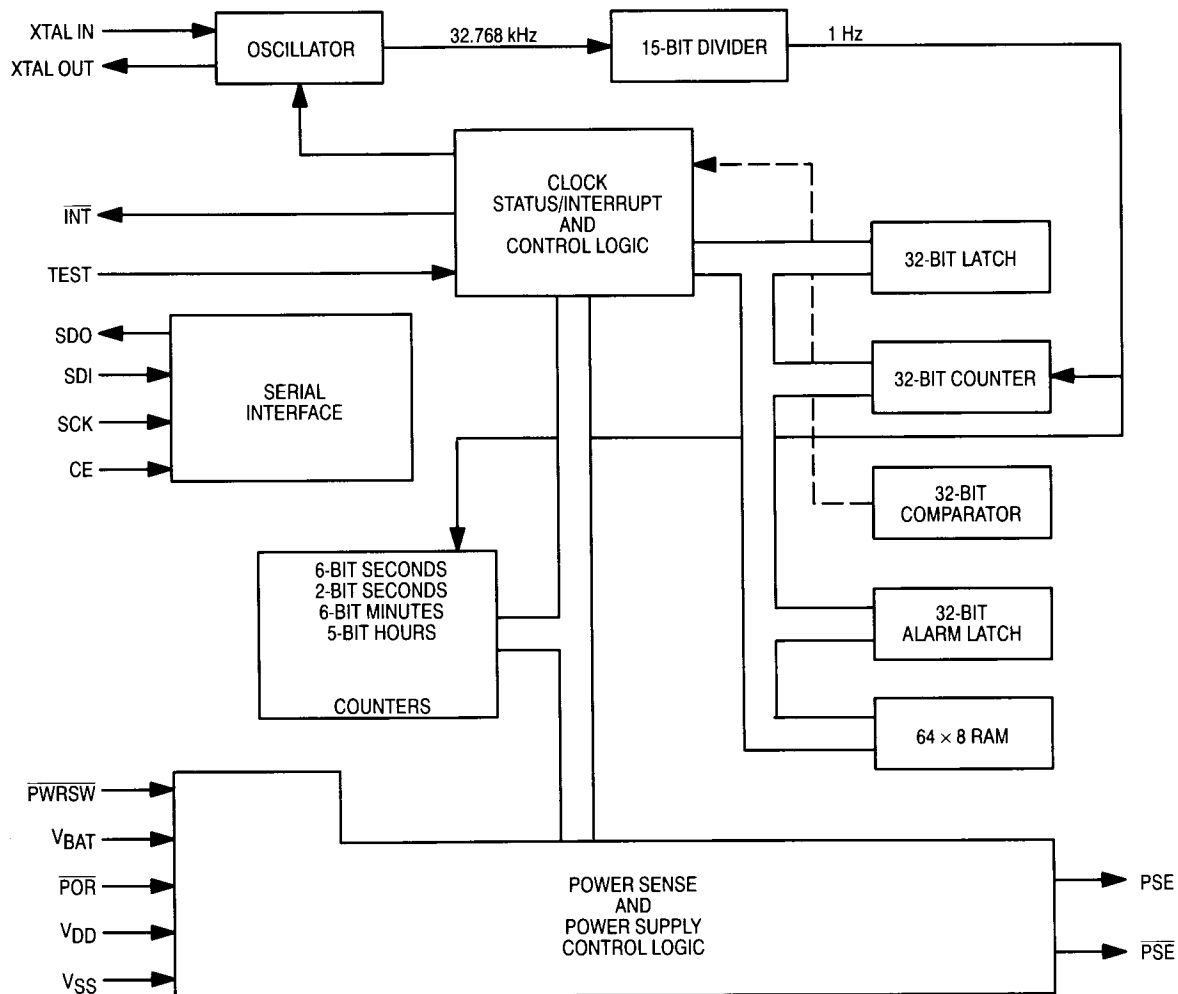 XTAL IN
XTAL OUT
OSCILLATOR
32.768 kHz
15-BIT DIVIDER
1 Hz
CLOCK
STATUS/INTERRUPT
AND
CONTROL LOGIC
INT
TEST
32-BIT LATCH
SDO
SDI
SCK
CE
SERIAL
INTERFACE
32-BIT COUNTER
32-BIT
COMPARATOR
6-BIT SECONDS
2-BIT SECONDS
6-BIT MINUTES
5-BIT HOURS
COUNTERS
32-BIT
ALARM LATCH
64 × 8 RAM
PWRSW
VBAT
POR
VDD
VSS
POWER SENSE
AND
POWER SUPPLY
CONTROL LOGIC
PSE
PSE